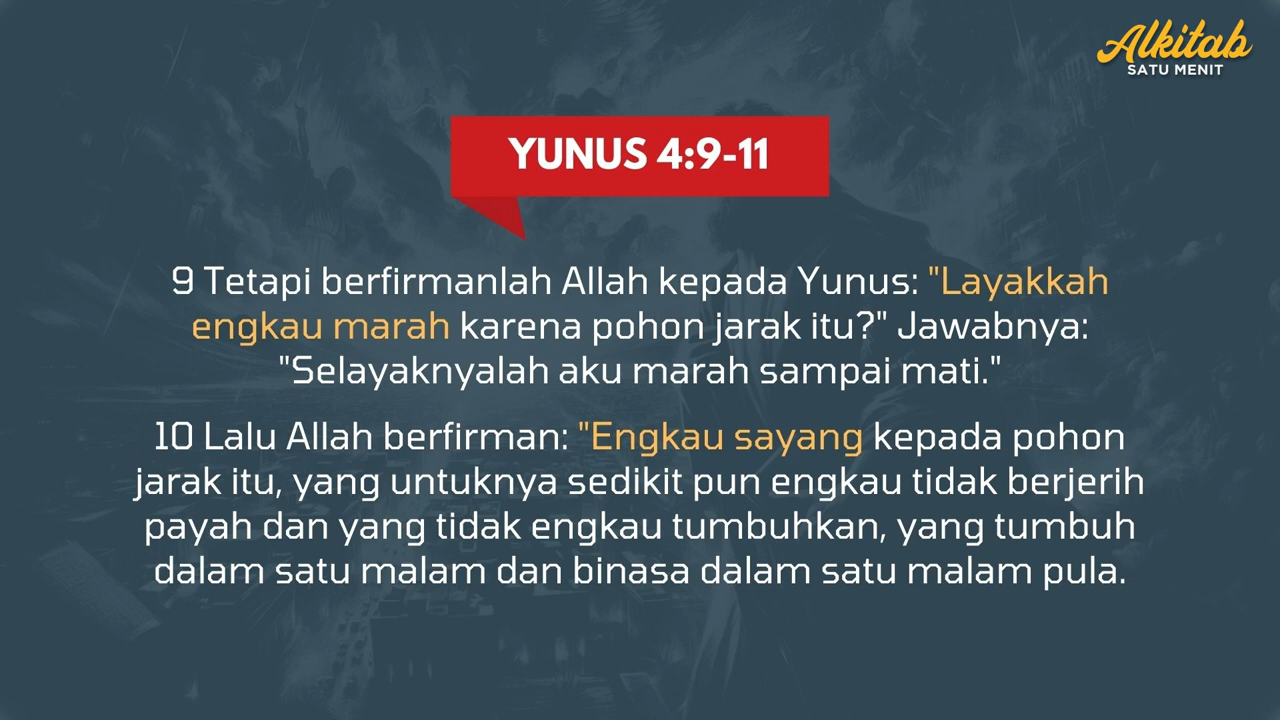 Alkitab
SATU MENIT
YUNUS 4:9-11
9 Tetapi berfirmanlah Allah kepada Yunus: "Layakkah
engkau marah karena pohon jarak itu?" Jawabnya:
"Selayaknyalah aku marah sampai mati."
10 Lalu Allah berfirman: "Engkau sayang kepada pohon
jarak itu, yang untuknya sedikit pun engkau tidak berjerih
payah dan yang tidak engkau tumbuhkan, yang tumbuh
dalam satu malam dan binasa dalam satu malam pula.